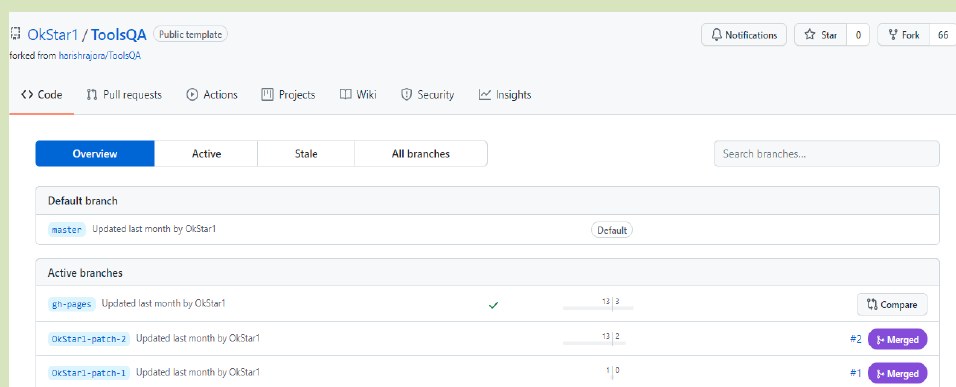 OkStar1 / ToolsQA Public template Notifications Star 0 Fork 66
forked from harishrajora/ToolsQA
<> Code Pull requests Actions Projects Wiki Security Insights
Overview Active Stale All branches Search branches...
Default branch
master Updated last month by OkStar1 Default
Active branches
gh-pages Updated last month by OkStar1 13 | 3 Compare
OkStar1-patch-2 Updated last month by OkStar1 13 | 2 #2 Merged
OkStar1-patch-1 Updated last month by OkStar1 1 | 0 #1 Merged